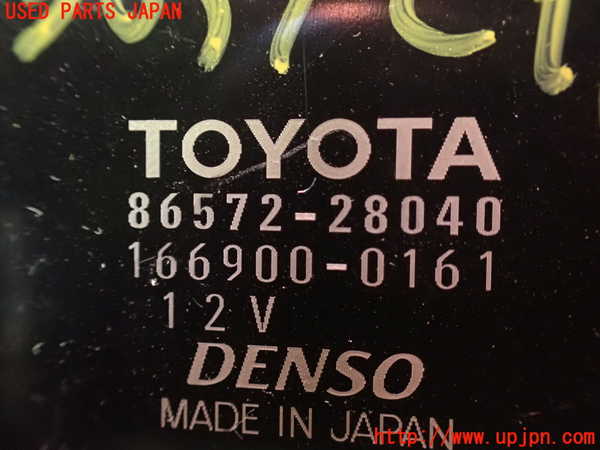 USED PARTS JAPAN
TOYOTA
86572-28040
166900-0161
12V
DENSO
MADE IN JAPAN
http://www.upjpn.com